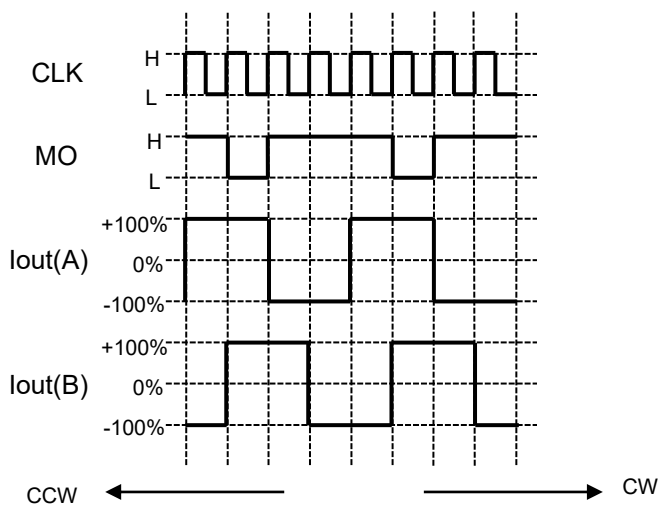 CLK
H
L
MO
H
L
Iout(A)
+100%
0%
-100%
Iout(B)
+100%
0%
-100%
CCW
CW